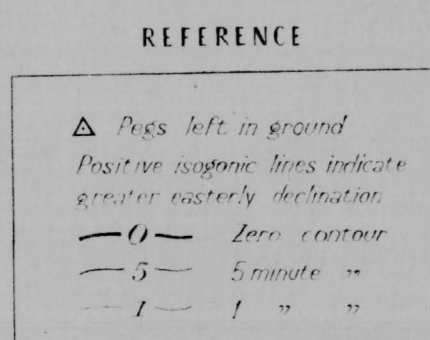 REFERENCE
Pegs left in ground
Positive isogonic lines indicate
greater easterly declination
0 Zero contour
5 5 minute "
1 1 " "